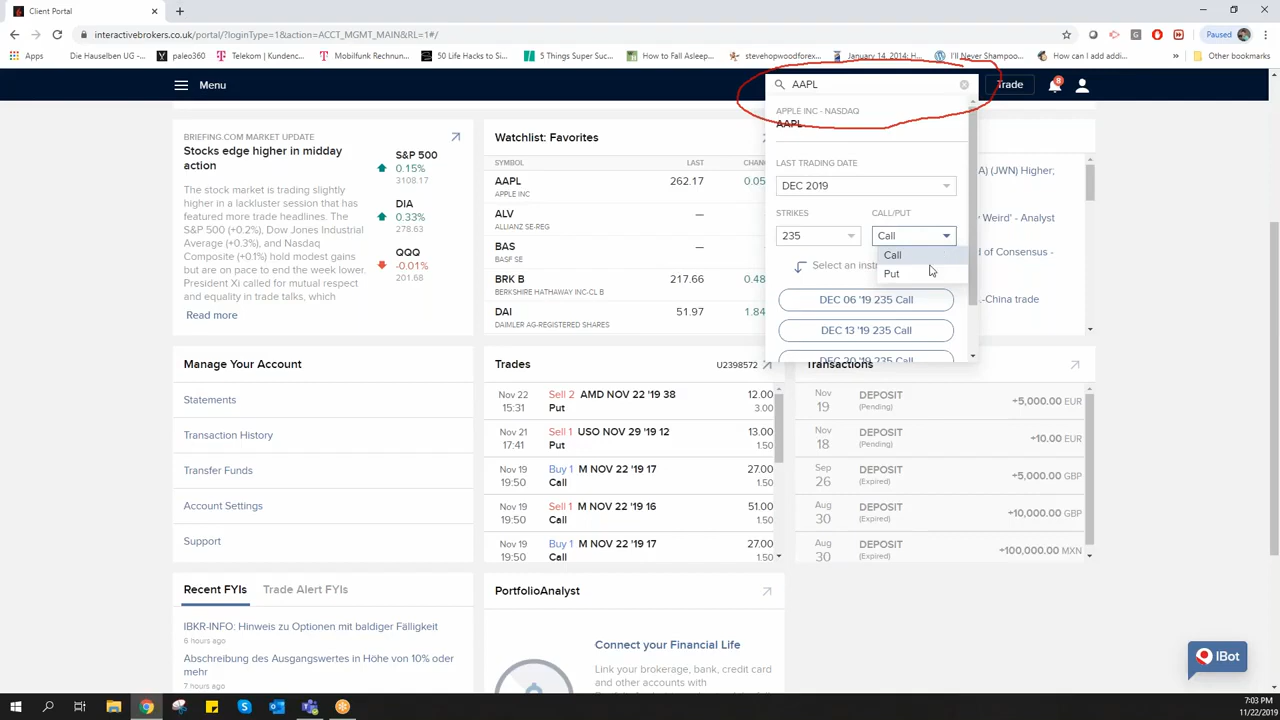 Client Portal
interactivebrokers.co.uk/portal/?loginType=1&action=ACCT_MGMT_MAIN&RL=1#/
Paused
Apps
Die Hauselben UG -...
paleo360
Telekom | Kundenc...
Mobilfunk Rechnung...
50 Life Hacks to Kno...
5 Things Super Suc...
How to Fall Asleep...
stevehopwoodforex...
January 14, 2014: H...
I'll Never Shampoo...
How can I add addi...
»
Other bookmarks
Menu
AAPL
Trade
8
APPLE INC - NASDAQ
AAPL
LAST TRADING DATE
DEC 2019
STRIKES
CALL/PUT
235
Call
Call
Put
Select an instr
DEC 06 '19 235 Call
DEC 13 '19 235 Call
DEC 20 '19 235 Call
BRIEFING.COM MARKET UPDATE
Stocks edge higher in midday
action
The stock market is trading slightly
higher in a lackluster session that has
featured more trade headlines. The
S&P 500 (+0.2%), Dow Jones Industrial
Average (+0.3%), and Nasdaq
Composite (+0.1%) hold modest gains
but are on pace to end the week lower.
President Xi called for mutual respect
and equality in trade talks, which
Read more
S&P 500
0.15%
3108.17
DIA
0.33%
278.63
QQQ
-0.01%
201.68
Watchlist: Favorites
SYMBOL
LAST
CHANG
AAPL
262.17
0.05
APPLE INC
ALV
—
ALLIANZ SE-REG
BAS
—
BASF SE
BRK B
217.66
0.48
BERKSHIRE HATHAWAY INC-CL B
DAI
51.97
1.84
DAIMLER AG-REGISTERED SHARES
A) (JWN) Higher;
y Weird' - Analyst
d of Consensus -
-China trade
Manage Your Account
Statements
Transaction History
Transfer Funds
Account Settings
Support
Trades
U2398572
Nov 22
15:31
Sell 2 AMD NOV 22 '19 38
Put
12.00
3.00
Nov 21
17:41
Sell 1 USO NOV 29 '19 12
Put
13.00
1.50
Nov 19
19:50
Buy 1 M NOV 22 '19 17
Call
27.00
1.50
Nov 19
19:50
Sell 1 M NOV 22 '19 16
Call
51.00
1.50
Nov 19
19:50
Buy 1 M NOV 22 '19 17
Call
27.00
1.50
Transactions
Nov
19
DEPOSIT
(Pending)
+5,000.00 EUR
Nov
18
DEPOSIT
(Pending)
+10.00 EUR
Sep
26
DEPOSIT
(Expired)
+5,000.00 GBP
Aug
30
DEPOSIT
(Expired)
+10,000.00 GBP
Aug
30
DEPOSIT
(Expired)
+100,000.00 MXN
Recent FYIs
Trade Alert FYIs
IBKR-INFO: Hinweis zu Optionen mit baldiger Fälligkeit
6 hours ago
Abschreibung des Ausgangswertes in Höhe von 10% oder
mehr
7 hours ago
PortfolioAnalyst
Connect your Financial Life
Link your brokerage, bank, credit card
and other accounts with
IBot
7:03 PM
11/22/2019